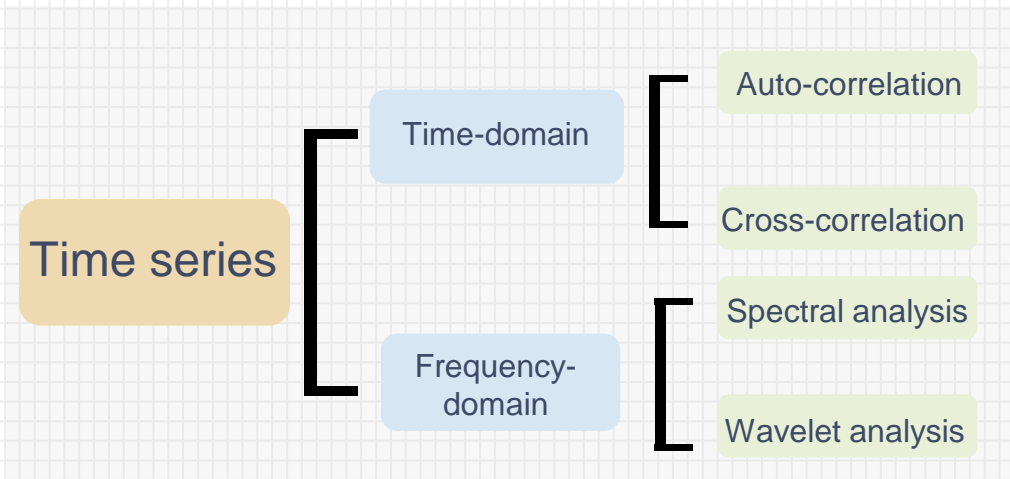 Time series
Time-domain
Frequency-
domain
Auto-correlation
Cross-correlation
Spectral analysis
Wavelet analysis